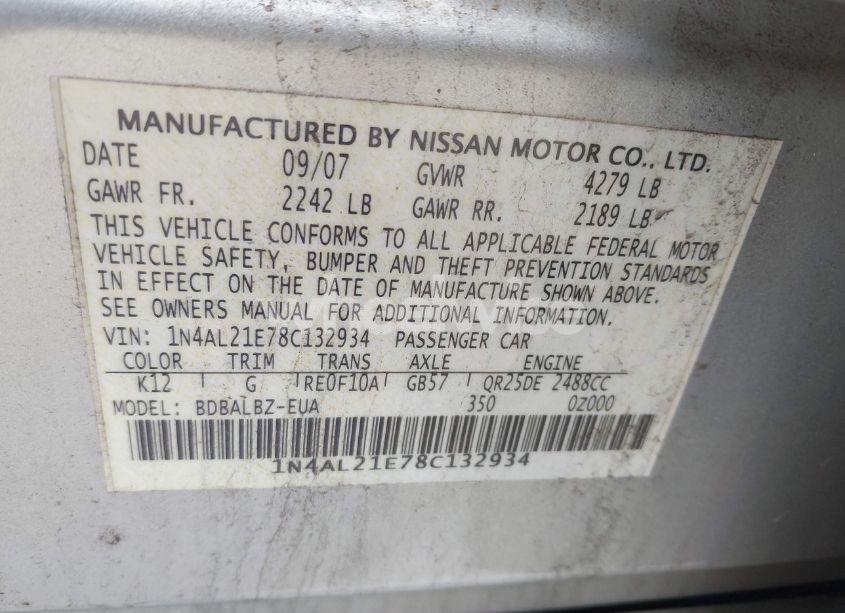 MANUFACTURED BY NISSAN MOTOR CO., LTD.
DATE 09/07 GVWR 4279 LB
GAWR FR. 2242 LB GAWR RR. 2189 LB
THIS VEHICLE CONFORMS TO ALL APPLICABLE FEDERAL MOTOR
VEHICLE SAFETY, BUMPER AND THEFT PREVENTION STANDARDS
IN EFFECT ON THE DATE OF MANUFACTURE SHOWN ABOVE.
SEE OWNERS MANUAL FOR ADDITIONAL INFORMATION.
VIN: 1N4AL21E78C132934 PASSENGER CAR
COLOR TRIM TRANS AXLE ENGINE
K12 G RE0F10A GB57 QR25DE 2488CC
MODEL: BDBALBZ-EUA 350 0Z000
1N4AL21E78C132934